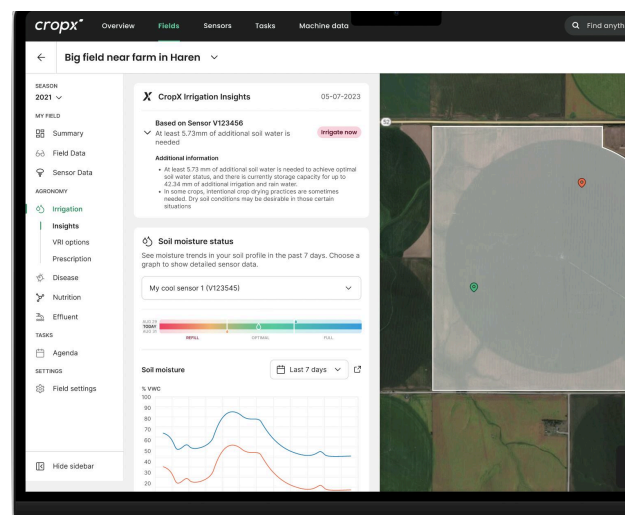 cropx
Overview Fields Sensors Tasks Machine data
Find anyth
Big field near farm in Haren
SEASON
2021
MY FIELD
Summary
Field Data
Sensor Data
AGRONOMY
Irrigation
Insights
VRI options
Prescription
Disease
Nutrition
Effluent
TASKS
Agenda
SETTINGS
Field settings
Hide sidebar
X CropX Irrigation Insights 05-07-2023
Based on Sensor V123456
At least 5.73mm of additional soil water is
needed
Irrigate now
Additional information
• At least 5.73 mm of additional soil water is needed to achieve optimal
soil water status, and there is currently storage capacity for up to
42.34 mm of additional irrigation and rain water.
• In some crops, intentional crop drying practices are sometimes
needed. Dry soil conditions may be desirable in those certain
situations
Soil moisture status
See moisture trends in your soil profile in the past 7 days. Choose a
graph to show detailed sensor data.
My cool sensor 1 (V123545)
AUG 29
TODAY
AUG 31
REFILL OPTIMAL FULL
Soil moisture
Last 7 days
% VWC
100
90
80
70
60
50
40
30
20